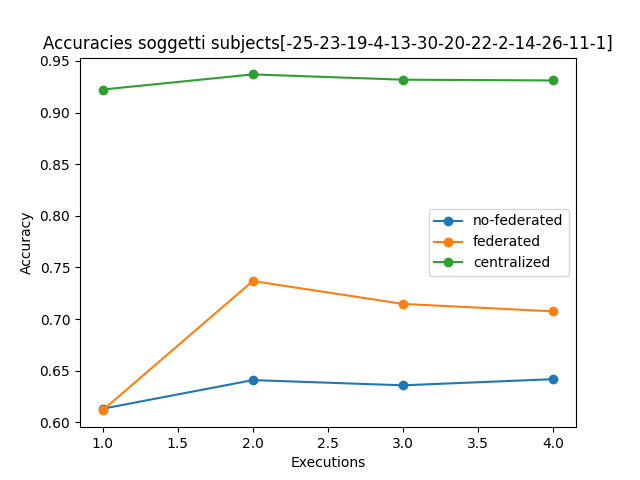 Accuracies soggetti subjects[-25-23-19-4-13-30-20-22-2-14-26-11-1]
0.95
0.90
0.85
0.80
0.75
0.70
0.65
0.60
Accuracy
no-federated
federated
centralized
1.0 1.5 2.0 2.5 3.0 3.5 4.0
Executions